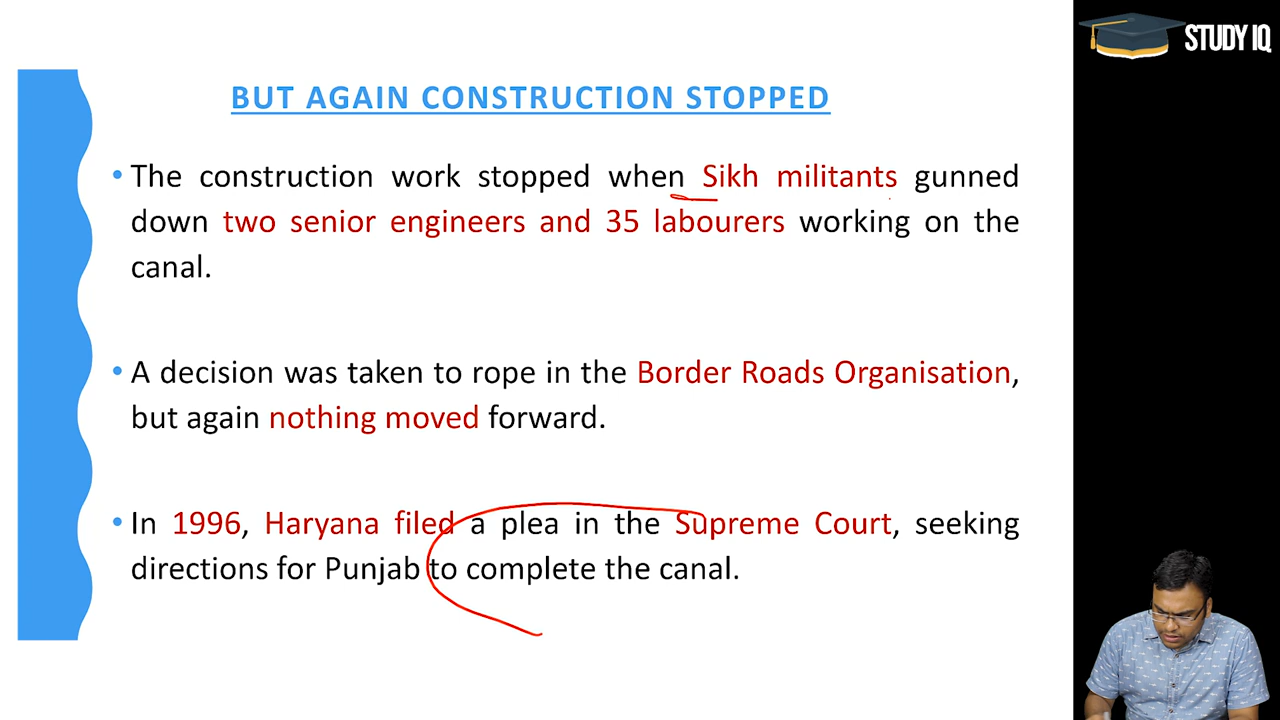 STUDY IQ
BUT AGAIN CONSTRUCTION STOPPED
• The construction work stopped when Sikh militants gunned
down two senior engineers and 35 labourers working on the
canal.
• A decision was taken to rope in the Border Roads Organisation,
but again nothing moved forward.
• In 1996, Haryana filed a plea in the Supreme Court, seeking
directions for Punjab to complete the canal.